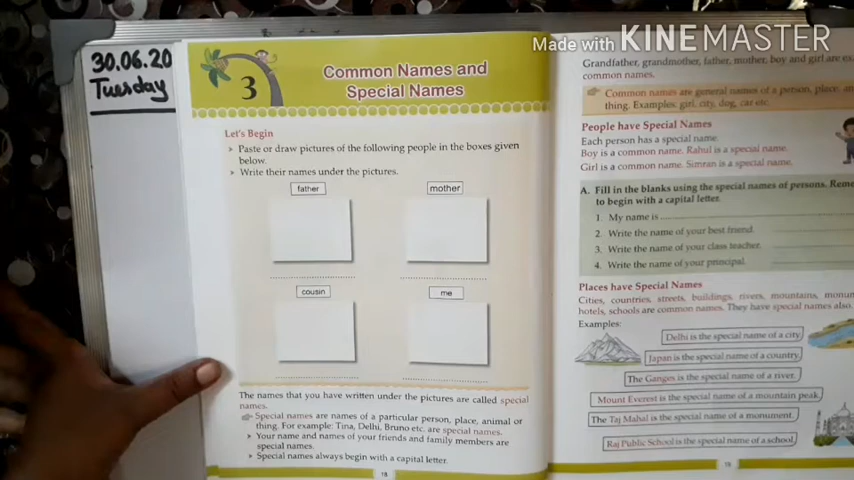 30.06.20
Tuesday
3
Common Names and
Special Names
Let's Begin
Paste or draw pictures of the following people in the boxes given
below.
Write their names under the pictures.
father
mother
cousin
me
The names that you have written under the pictures are called special
names.
Special names are names of a particular person, place, animal or
thing. For example: Tina, Delhi, Bruno etc. are special names.
Your name and names of your friends and family members are
special names.
Special names always begin with a capital letter.
18
Made with KINEMASTER
Grandfather, grandmother, father, mother, boy and girl are
common names.
Common names are general names of a person, place,
thing. Examples: girl, city, dog, car etc.
People have Special Names
Each person has a special name.
Boy is a common name. Rahul is a special name.
Girl is a common name. Simran is a special name.
A. Fill in the blanks using the special names of persons.
to begin with a capital letter.
1. My name is
2. Write the name of your best friend.
3. Write the name of your class teacher.
4. Write the name of your principal.
Places have Special Names
Cities, countries, streets, buildings, rivers, mountains,
hotels, schools are common names. They have special names also.
Examples:
Delhi is the special name of a city.
Japan is the special name of a country.
The Ganges is the special name of a river.
Mount Everest is the special name of a mountain peak.
The Taj Mahal is the special name of a monument.
Raj Public School is the special name of a school.